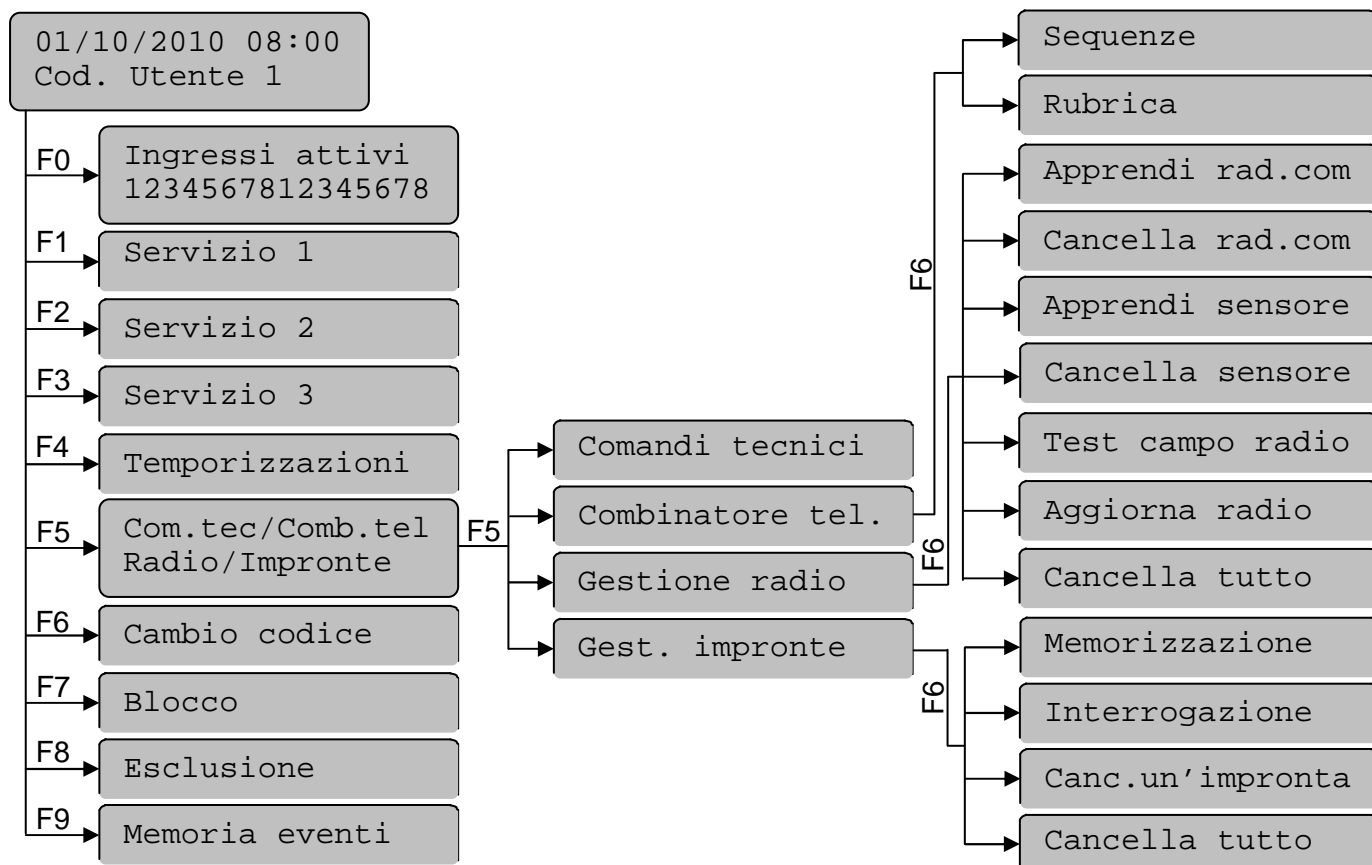 01/10/2010 08:00
Cod. Utente 1
F0
Ingressi attivi
1234567812345678
F1
Servizio 1
F2
Servizio 2
F3
Servizio 3
F4
Temporizzazioni
F5
Com.tec/Comb.tel
Radio/Impronte
F6
Cambio codice
F7
Blocco
F8
Esclusione
F9
Memoria eventi
F5
Comandi tecnici
Combinatore tel.
Gestione radio
Gest. impronte
F6
Sequenze
Rubrica
F6
Apprendi rad.com
Cancella rad.com
Apprendi sensore
Cancella sensore
Test campo radio
Aggiorna radio
Cancella tutto
F6
Memorizzazione
Interrogazione
Canc.un’impronta
Cancella tutto